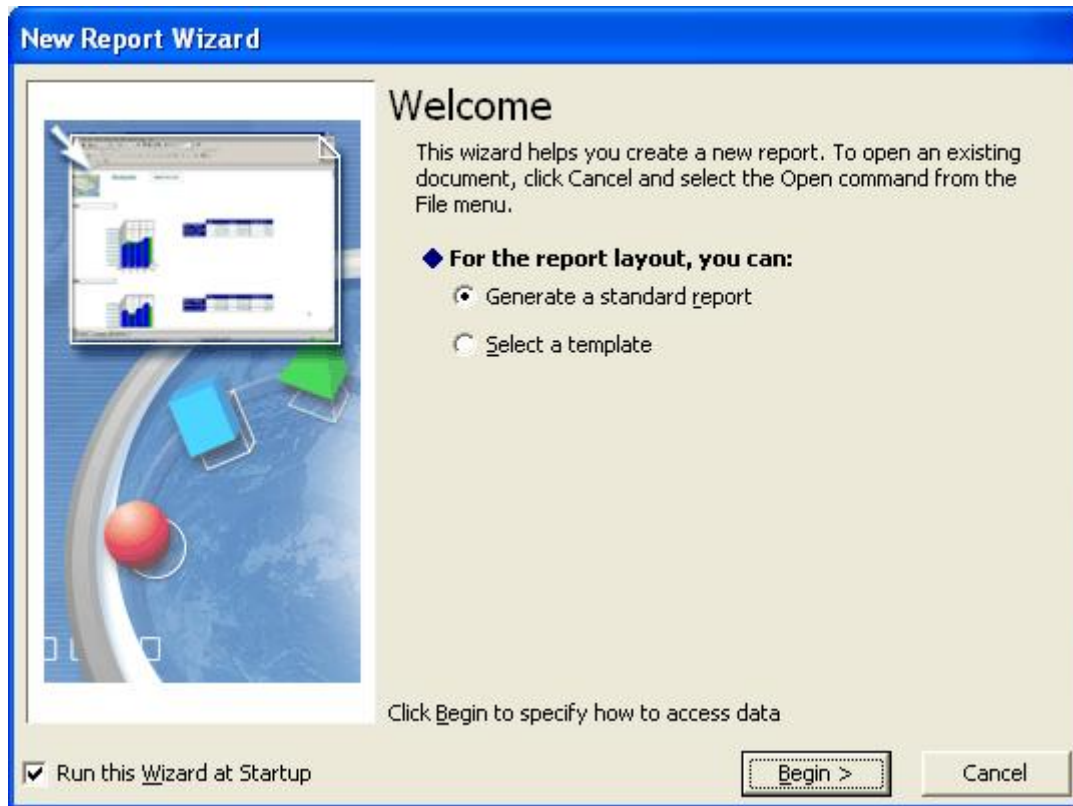 New Report Wizard
Welcome
This wizard helps you create a new report. To open an existing
document, click Cancel and select the Open command from the
File menu.
For the report layout, you can:
Generate a standard report
Select a template
Click Begin to specify how to access data
Run this Wizard at Startup
Begin >
Cancel